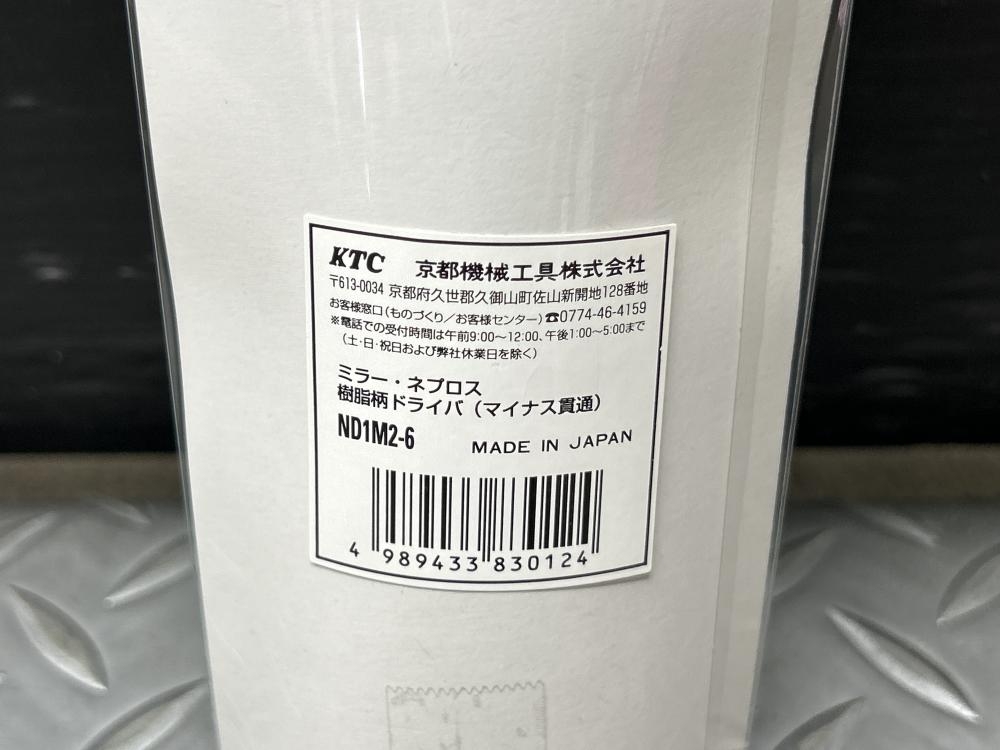 KTC 京都機械工具株式会社
〒613-0034 京都府久世郡久御山町佐山新開地128番地
お客様窓口(ものづくり／お客様センター)☎0774-46-4159
※電話での受付時間は午前9:00～12:00、午後1:00～5:00まで
(土・日・祝日および弊社休業日を除く)
ミラー・ネプロス
樹脂柄ドライバ(マイナス貫通)
ND1M2-6 MADE IN JAPAN
4 989433 830124